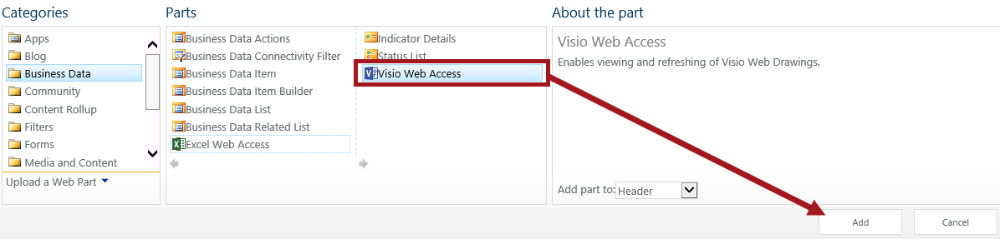 Categories
Apps
Blog
Business Data
Community
Content Rollup
Filters
Forms
Media and Content
Upload a Web Part
Parts
Business Data Actions
Business Data Connectivity Filter
Business Data Item
Business Data Item Builder
Business Data List
Business Data Related List
Excel Web Access
Indicator Details
Status List
Visio Web Access
About the part
Visio Web Access
Enables viewing and refreshing of Visio Web Drawings.
Add part to: Header
Add
Cancel